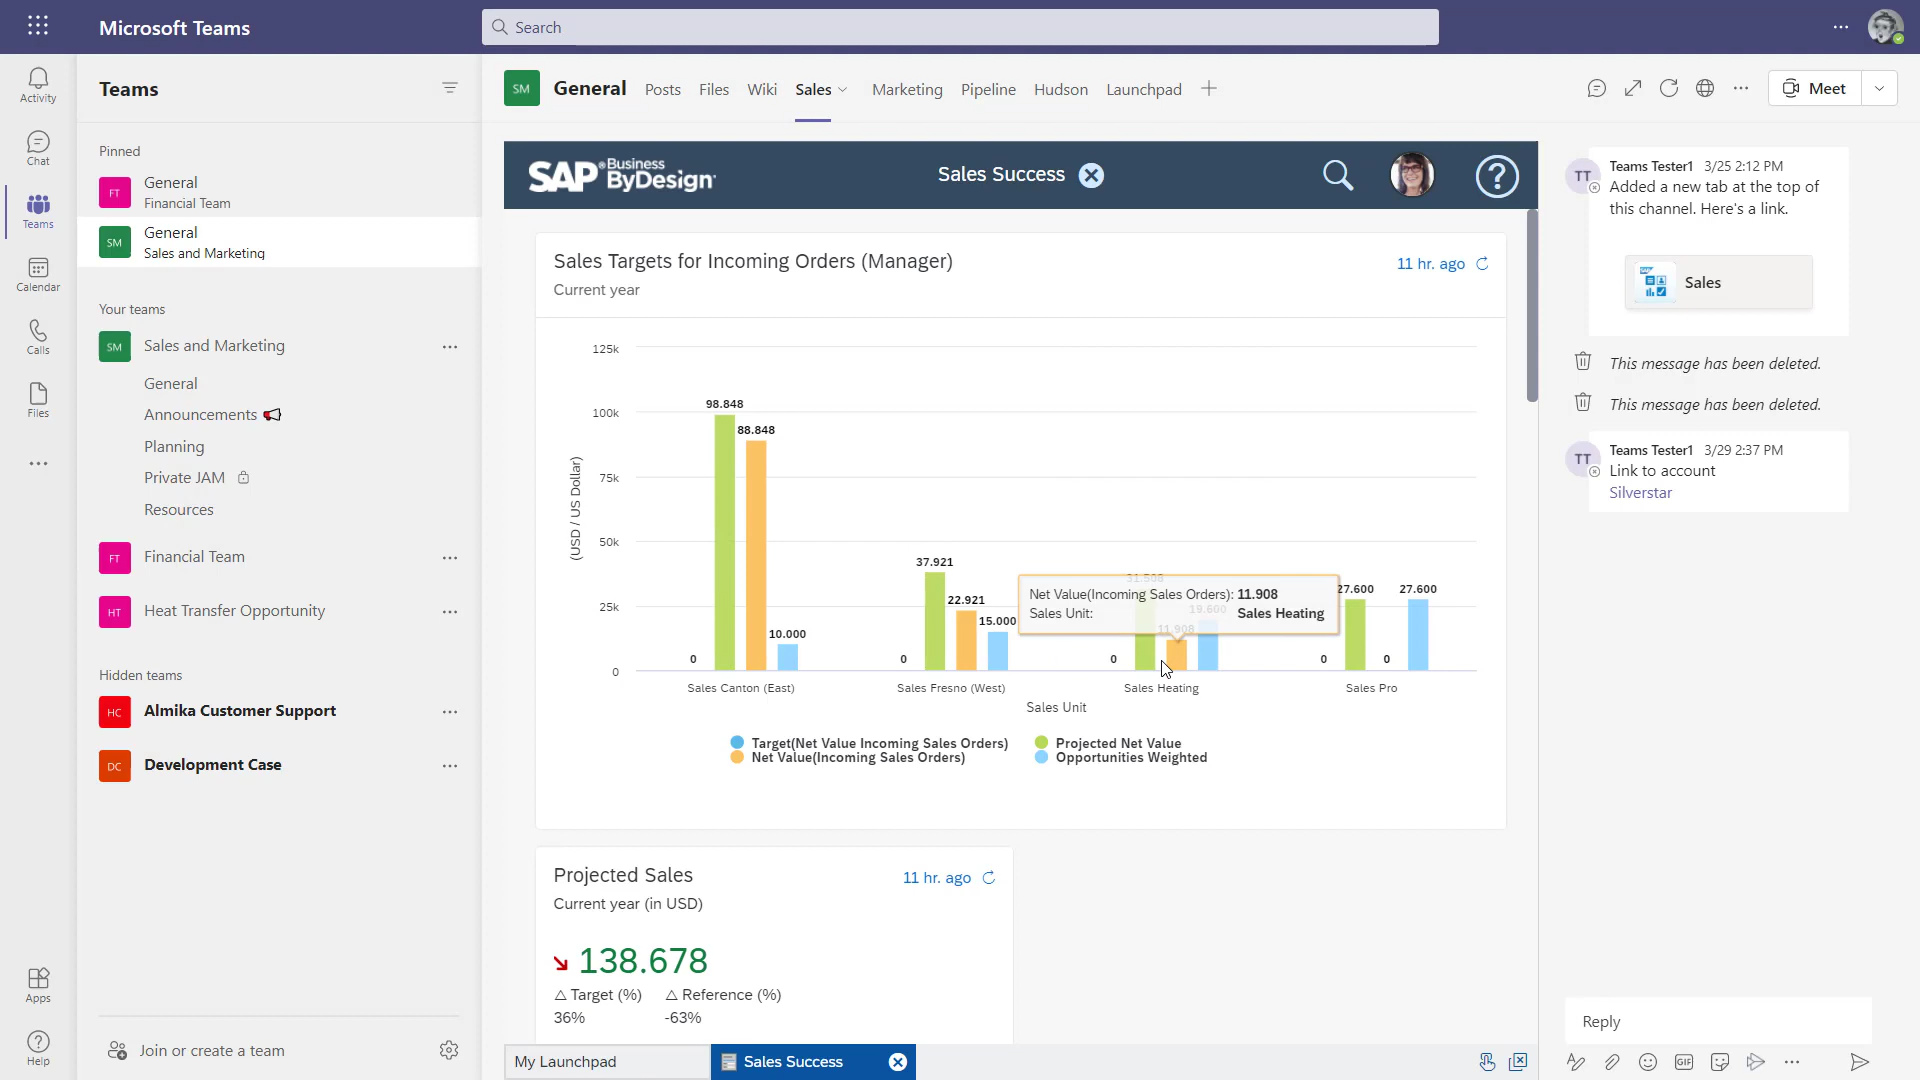 Microsoft Teams
Search
Activity
Chat
Teams
Calendar
Calls
Files
Apps
Help
Teams
Pinned
FT
General
Financial Team
SM
General
Sales and Marketing
Your teams
SM
Sales and Marketing
General
Announcements
Planning
Private JAM
Resources
FT
Financial Team
HT
Heat Transfer Opportunity
Hidden teams
HC
Almika Customer Support
DC
Development Case
Join or create a team
SM
General
Posts
Files
Wiki
Sales
Marketing
Pipeline
Hudson
Launchpad
Meet
SAP® Business ByDesign
Sales Success
?
Sales Targets for Incoming Orders (Manager)
Current year
11 hr. ago
(USD / US Dollar)
125k
100k
75k
50k
25k
0
0
98.848
88.848
10.000
0
37.921
22.921
15.000
0
31.508
11.908
19.600
0
27.600
0
27.600
Net Value(Incoming Sales Orders): 11.908
Sales Unit: Sales Heating
Sales Canton (East)
Sales Fresno (West)
Sales Heating
Sales Pro
Sales Unit
Target(Net Value Incoming Sales Orders)
Projected Net Value
Net Value(Incoming Sales Orders)
Opportunities Weighted
Projected Sales
11 hr. ago
Current year (in USD)
138.678
△ Target (%)
△ Reference (%)
36%
-63%
My Launchpad
Sales Success
TT
Teams Tester1 3/25 2:12 PM
Added a new tab at the top of
this channel. Here's a link.
Sales
This message has been deleted.
This message has been deleted.
TT
Teams Tester1 3/29 2:37 PM
Link to account
Silverstar
Reply
GIF